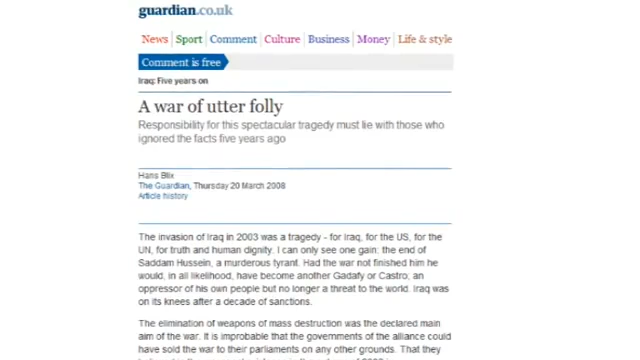 guardian.co.uk
News Sport Comment Culture Business Money Life & style
Comment is free
Iraq: Five years on
A war of utter folly
Responsibility for this spectacular tragedy must lie with those who
ignored the facts five years ago
Hans Blix
The Guardian, Thursday 20 March 2008
Article history
The invasion of Iraq in 2003 was a tragedy - for Iraq, for the US, for the
UN, for truth and human dignity. I can only see one gain: the end of
Saddam Hussein, a murderous tyrant. Had the war not finished him he
would, in all likelihood, have become another Gadafy or Castro, an
oppressor of his own people but no longer a threat to the world. Iraq was
on its knees after a decade of sanctions.
The elimination of weapons of mass destruction was the declared main
aim of the war. It is improbable that the governments of the alliance could
have sold the war to their parliaments on any other grounds. That they